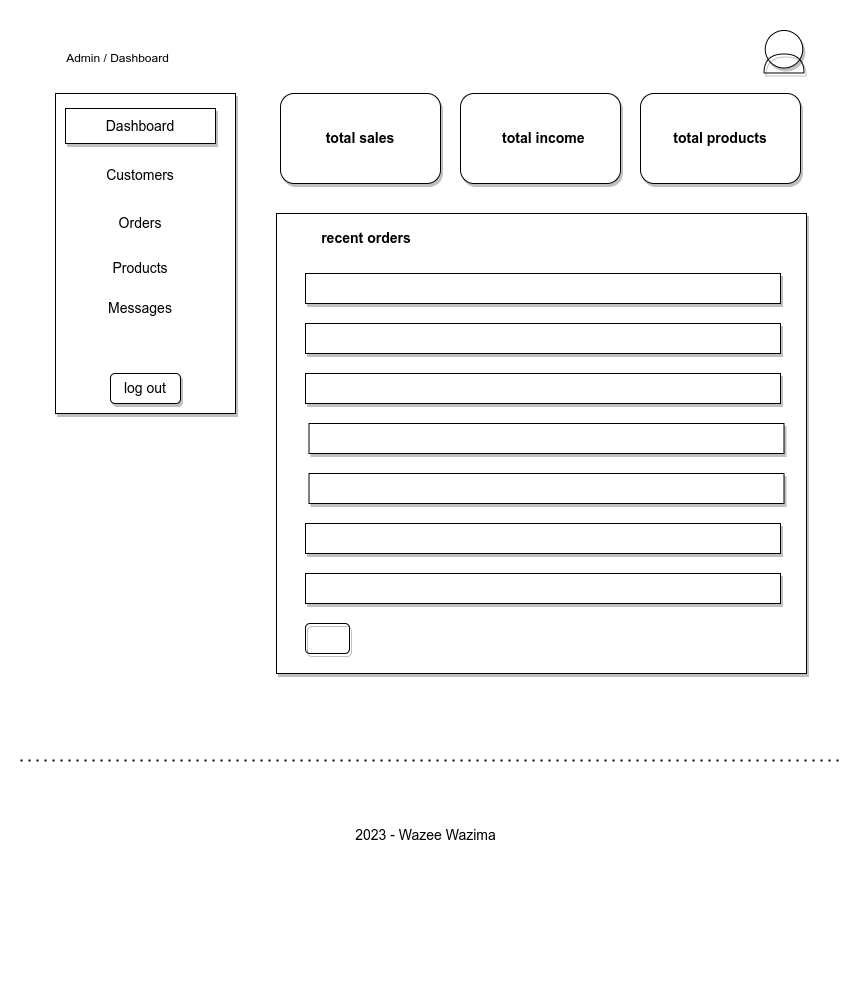 Admin / Dashboard
Dashboard
Customers
Orders
Products
Messages
log out
total sales
total income
total products
recent orders
2023 - Wazee Wazima